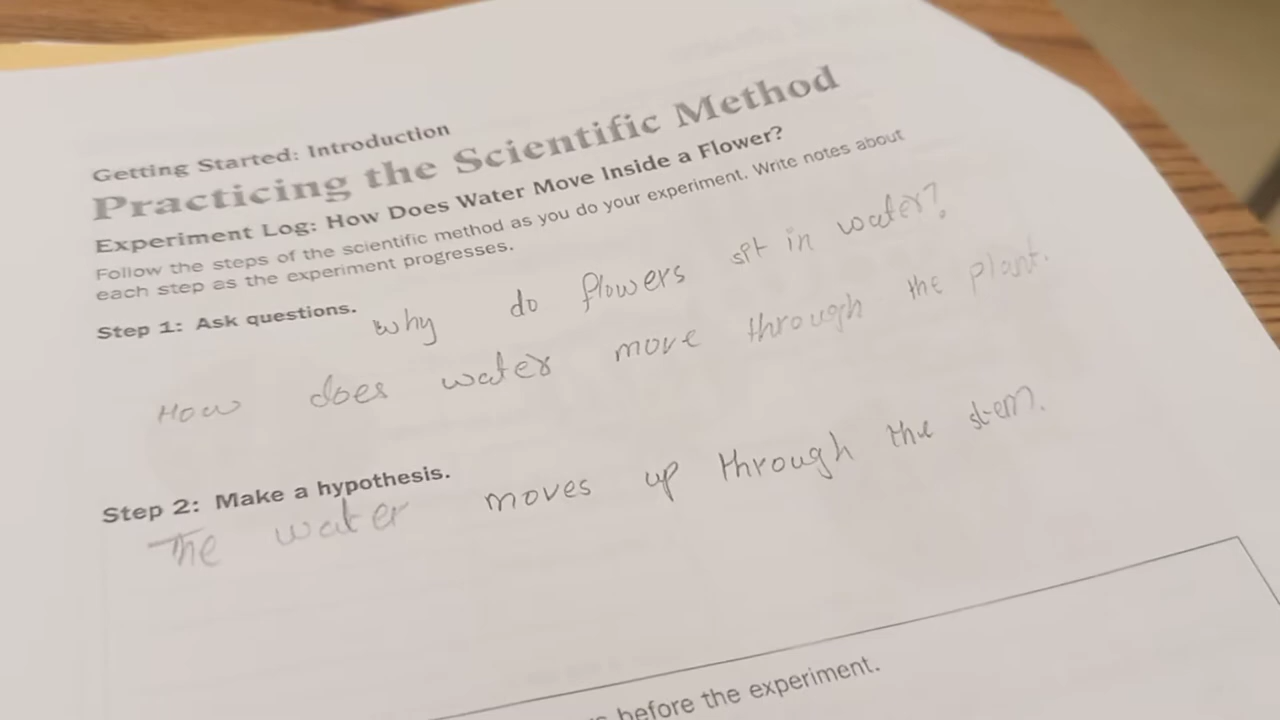 Getting Started: Introduction
Practicing the Scientific Method
Experiment Log: How Does Water Move Inside a Flower?
Follow the steps of the scientific method as you do your experiment. Write notes about
each step as the experiment progresses.
Step 1: Ask questions. Why do flowers sit in water?
How does water move through the plant.
Step 2: Make a hypothesis.
The water moves up through the stem.
before the experiment.